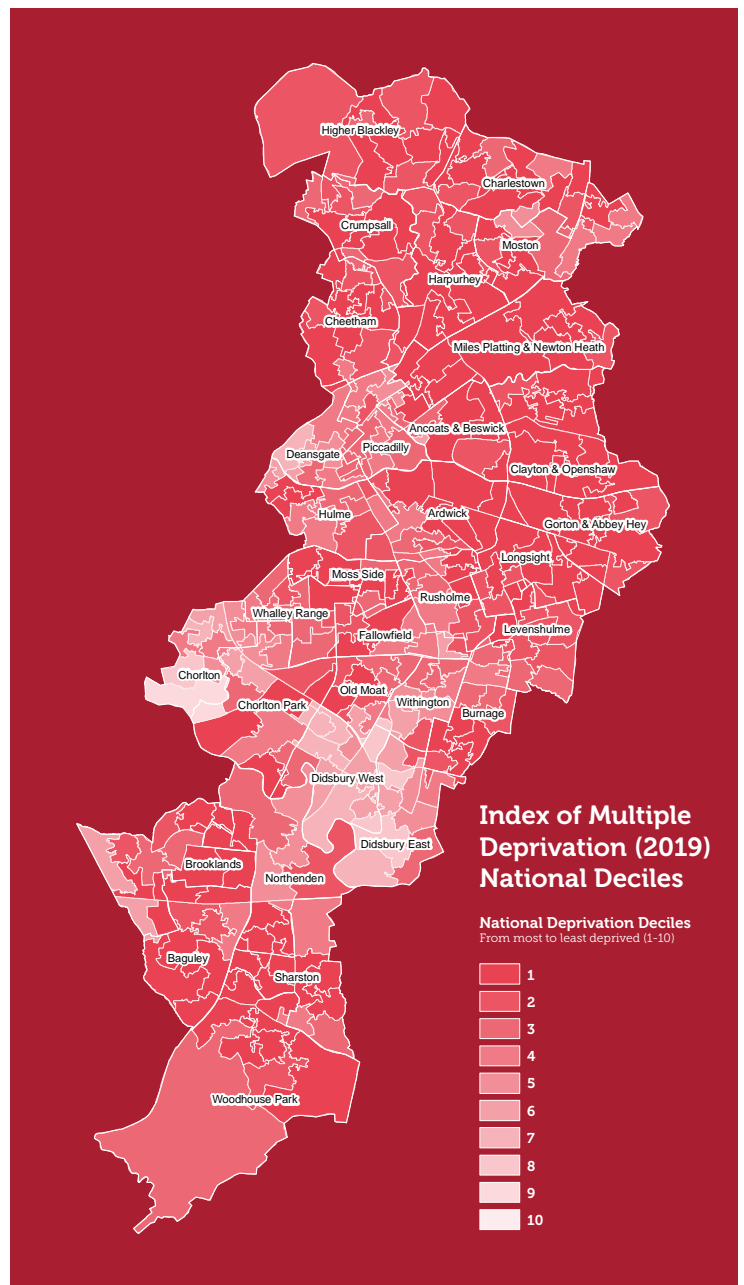 Higher Blackley
Charlestown
Crumpsall
Moston
Harpurhey
Cheetham
Miles Platting & Newton Heath
Ancoats & Beswick
Piccadilly
Deansgate
Clayton & Openshaw
Hulme
Ardwick
Gorton & Abbey Hey
Longsight
Moss Side
Rusholme
Whalley Range
Fallowfield
Levenshulme
Chorlton
Old Moat
Withington
Chorlton Park
Burnage
Didsbury West
Index of Multiple
Deprivation (2019)
National Deciles
Didsbury East
Brooklands
Northenden
National Deprivation Deciles
From most to least deprived (1-10)
Baguley
Sharston
Woodhouse Park
1
2
3
4
5
6
7
8
9
10